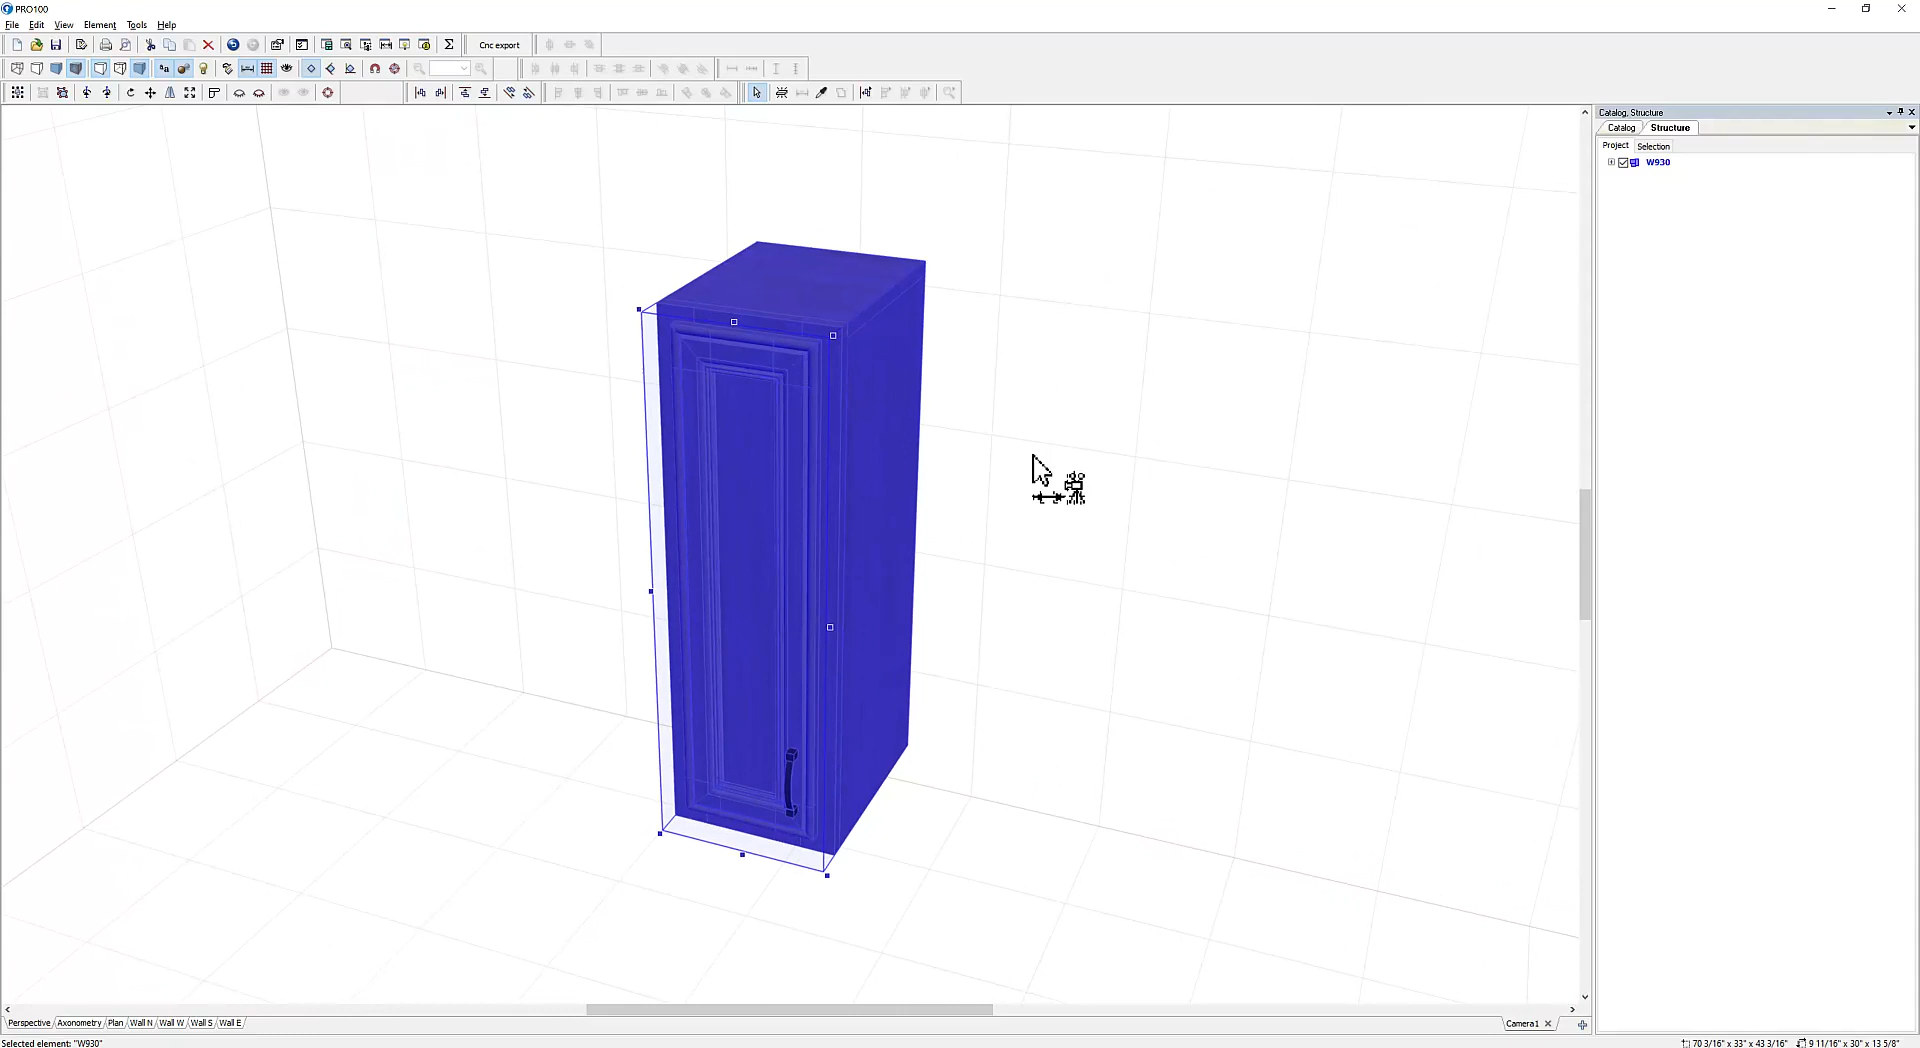 PRO100
File Edit View Element Tools Help
Cnc export
Catalog, Structure
Catalog Structure
Project Selection
W930
Perspective Axonometry Plan Wall N Wall W Wall S Wall E
Camera1
Selected element: "W930"
70 3/16" x 33" x 43 3/16" 9 11/16" x 30" x 13 5/8"